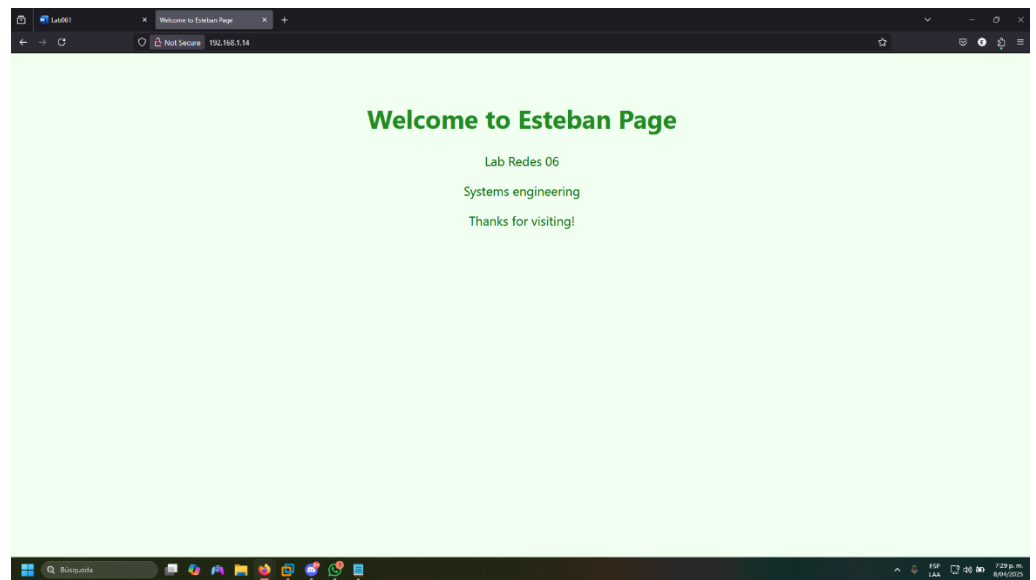 Lab061
Welcome to Esteban Page
Not Secure 192.168.1.14
Welcome to Esteban Page
Lab Redes 06
Systems engineering
Thanks for visiting!
Búsqueda
ESP
LAA
7:29 p. m.
8/04/2025